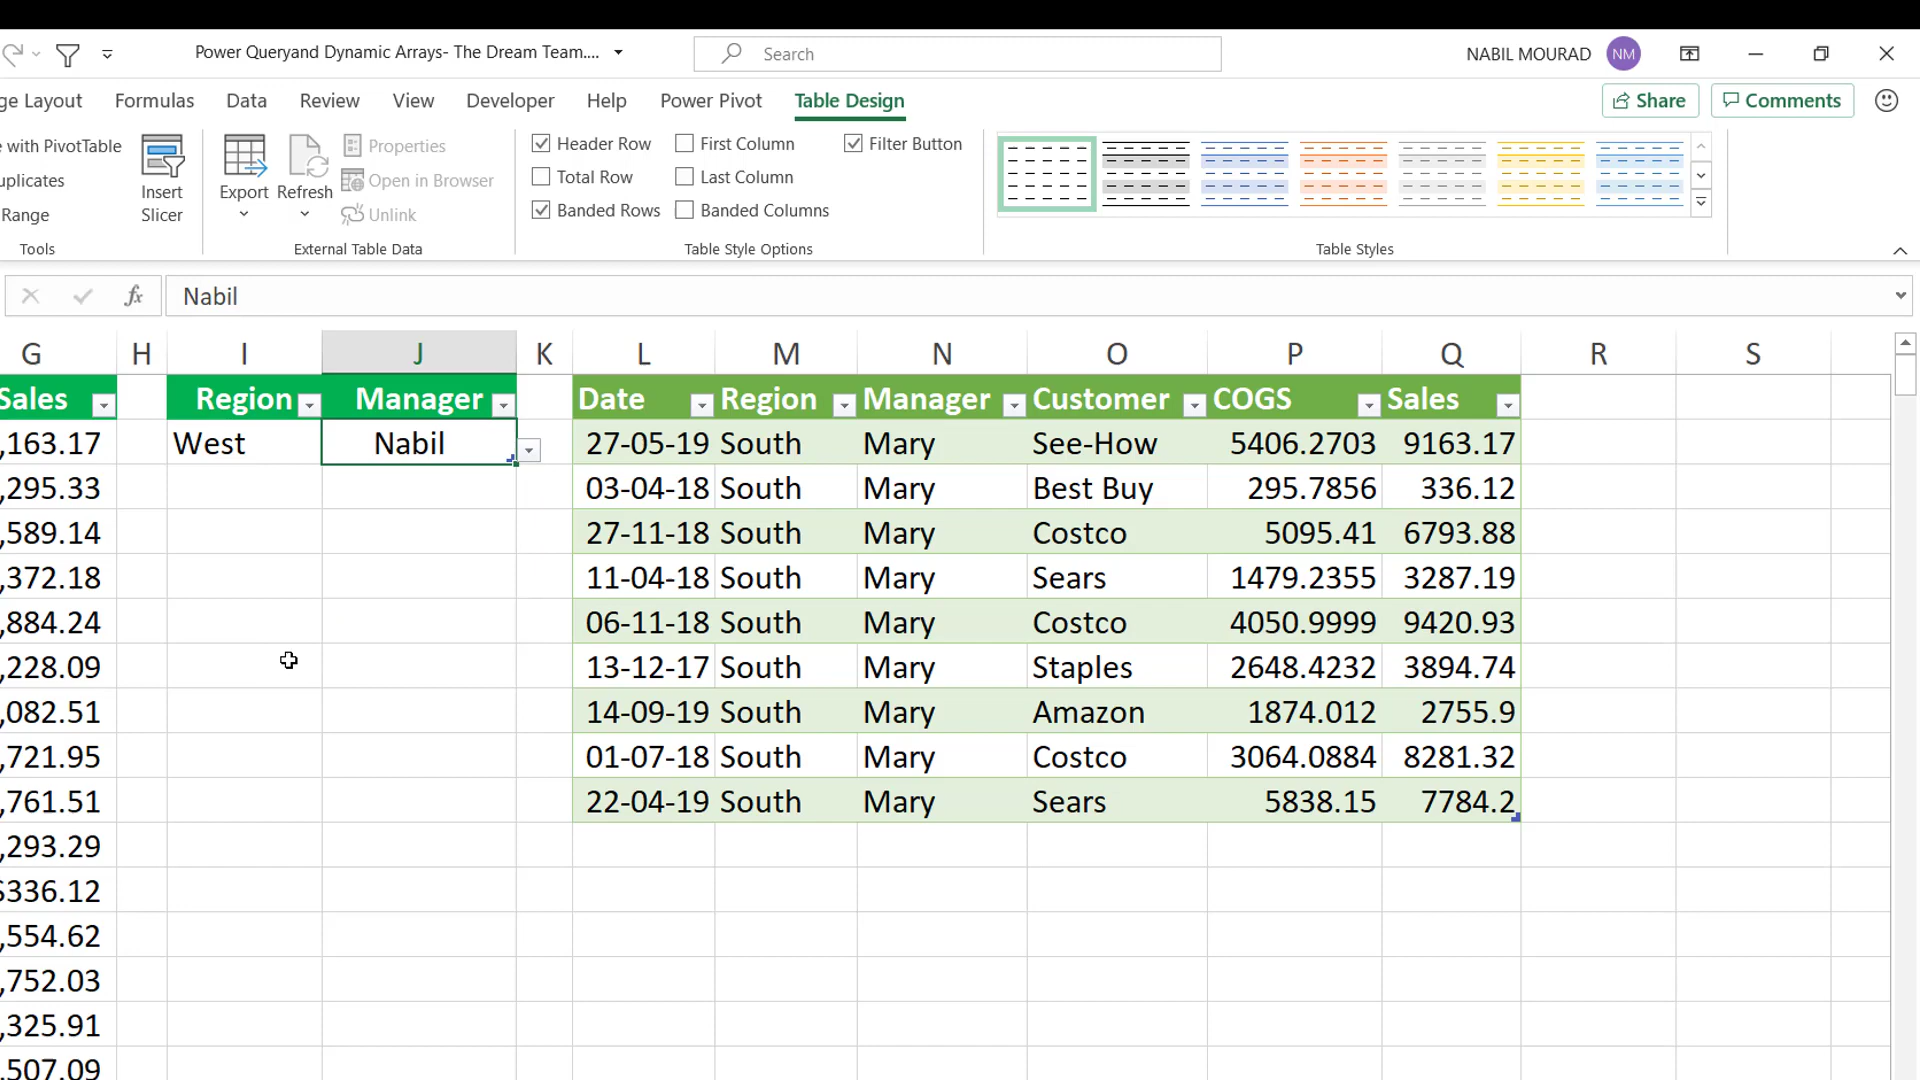 Power Queryand Dynamic Arrays- The Dream Team....
Search
NABIL MOURAD NM
ge Layout Formulas Data Review View Developer Help Power Pivot Table Design Share Comments
e with PivotTable
uplicates
Range
Tools
Insert Slicer
Export
Refresh
Properties
Open in Browser
Unlink
External Table Data
Header Row First Column Filter Button
Total Row Last Column
Banded Rows Banded Columns
Table Style Options
Table Styles
fx Nabil
G H I J K L M N O P Q R S
Sales Region Manager Date Region Manager Customer COGS Sales
,163.17 West Nabil 27-05-19 South Mary See-How 5406.2703 9163.17
,295.33 03-04-18 South Mary Best Buy 295.7856 336.12
,589.14 27-11-18 South Mary Costco 5095.41 6793.88
,372.18 11-04-18 South Mary Sears 1479.2355 3287.19
,884.24 06-11-18 South Mary Costco 4050.9999 9420.93
,228.09 13-12-17 South Mary Staples 2648.4232 3894.74
,082.51 14-09-19 South Mary Amazon 1874.012 2755.9
,721.95 01-07-18 South Mary Costco 3064.0884 8281.32
,761.51 22-04-19 South Mary Sears 5838.15 7784.2
,293.29
$336.12
,554.62
,752.03
,325.91
,507.09